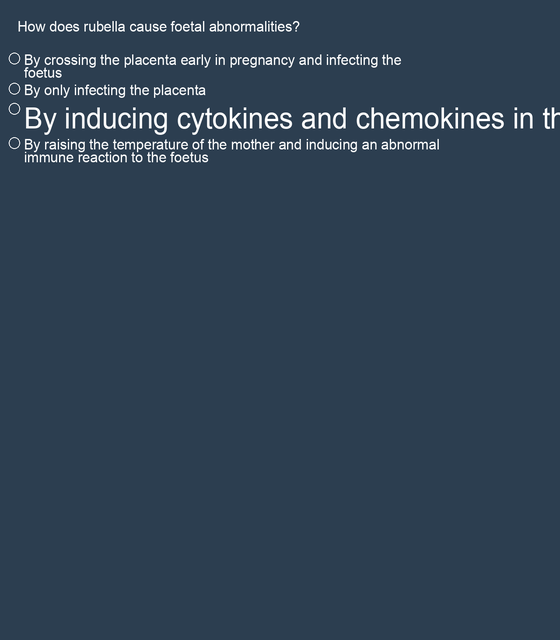 How does rubella cause foetal abnormalities?
By crossing the placenta early in pregnancy and infecting the
foetus
By only infecting the placenta
By inducing cytokines and chemokines in
By raising the temperature of the mother and inducing an abnormal
immune reaction to the foetus